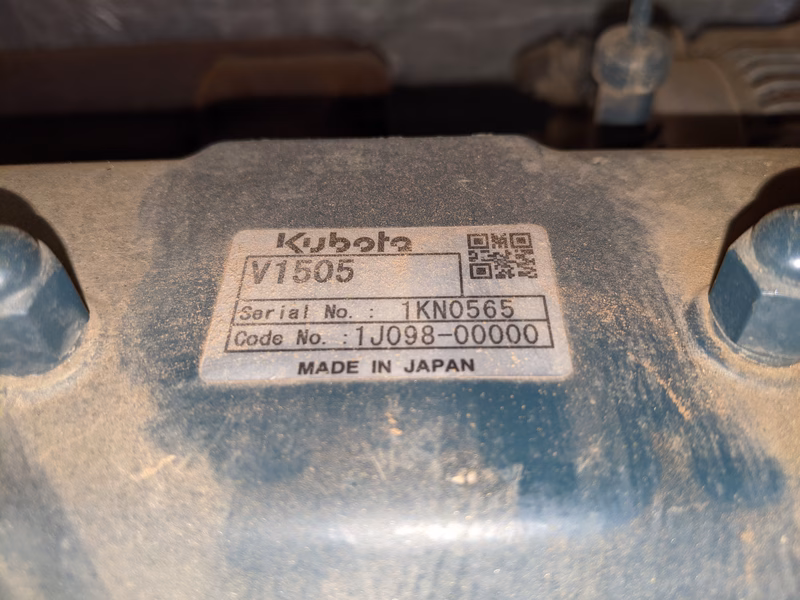 Kubota
V1505
Serial No. : 1KN0565
Code No. :1J098-00000
MADE IN JAPAN